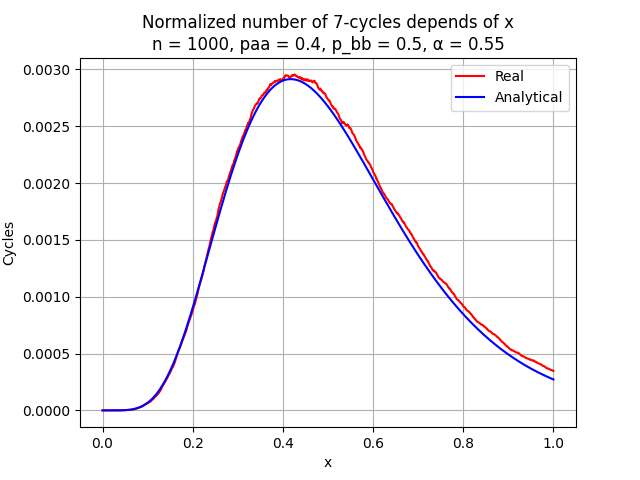 Normalized number of 7-cycles depends of x
n = 1000, paa = 0.4, p_bb = 0.5, α = 0.55
Real
Analytical
Cycles
0.0030
0.0025
0.0020
0.0015
0.0010
0.0005
0.0000
0.0 0.2 0.4 0.6 0.8 1.0
x